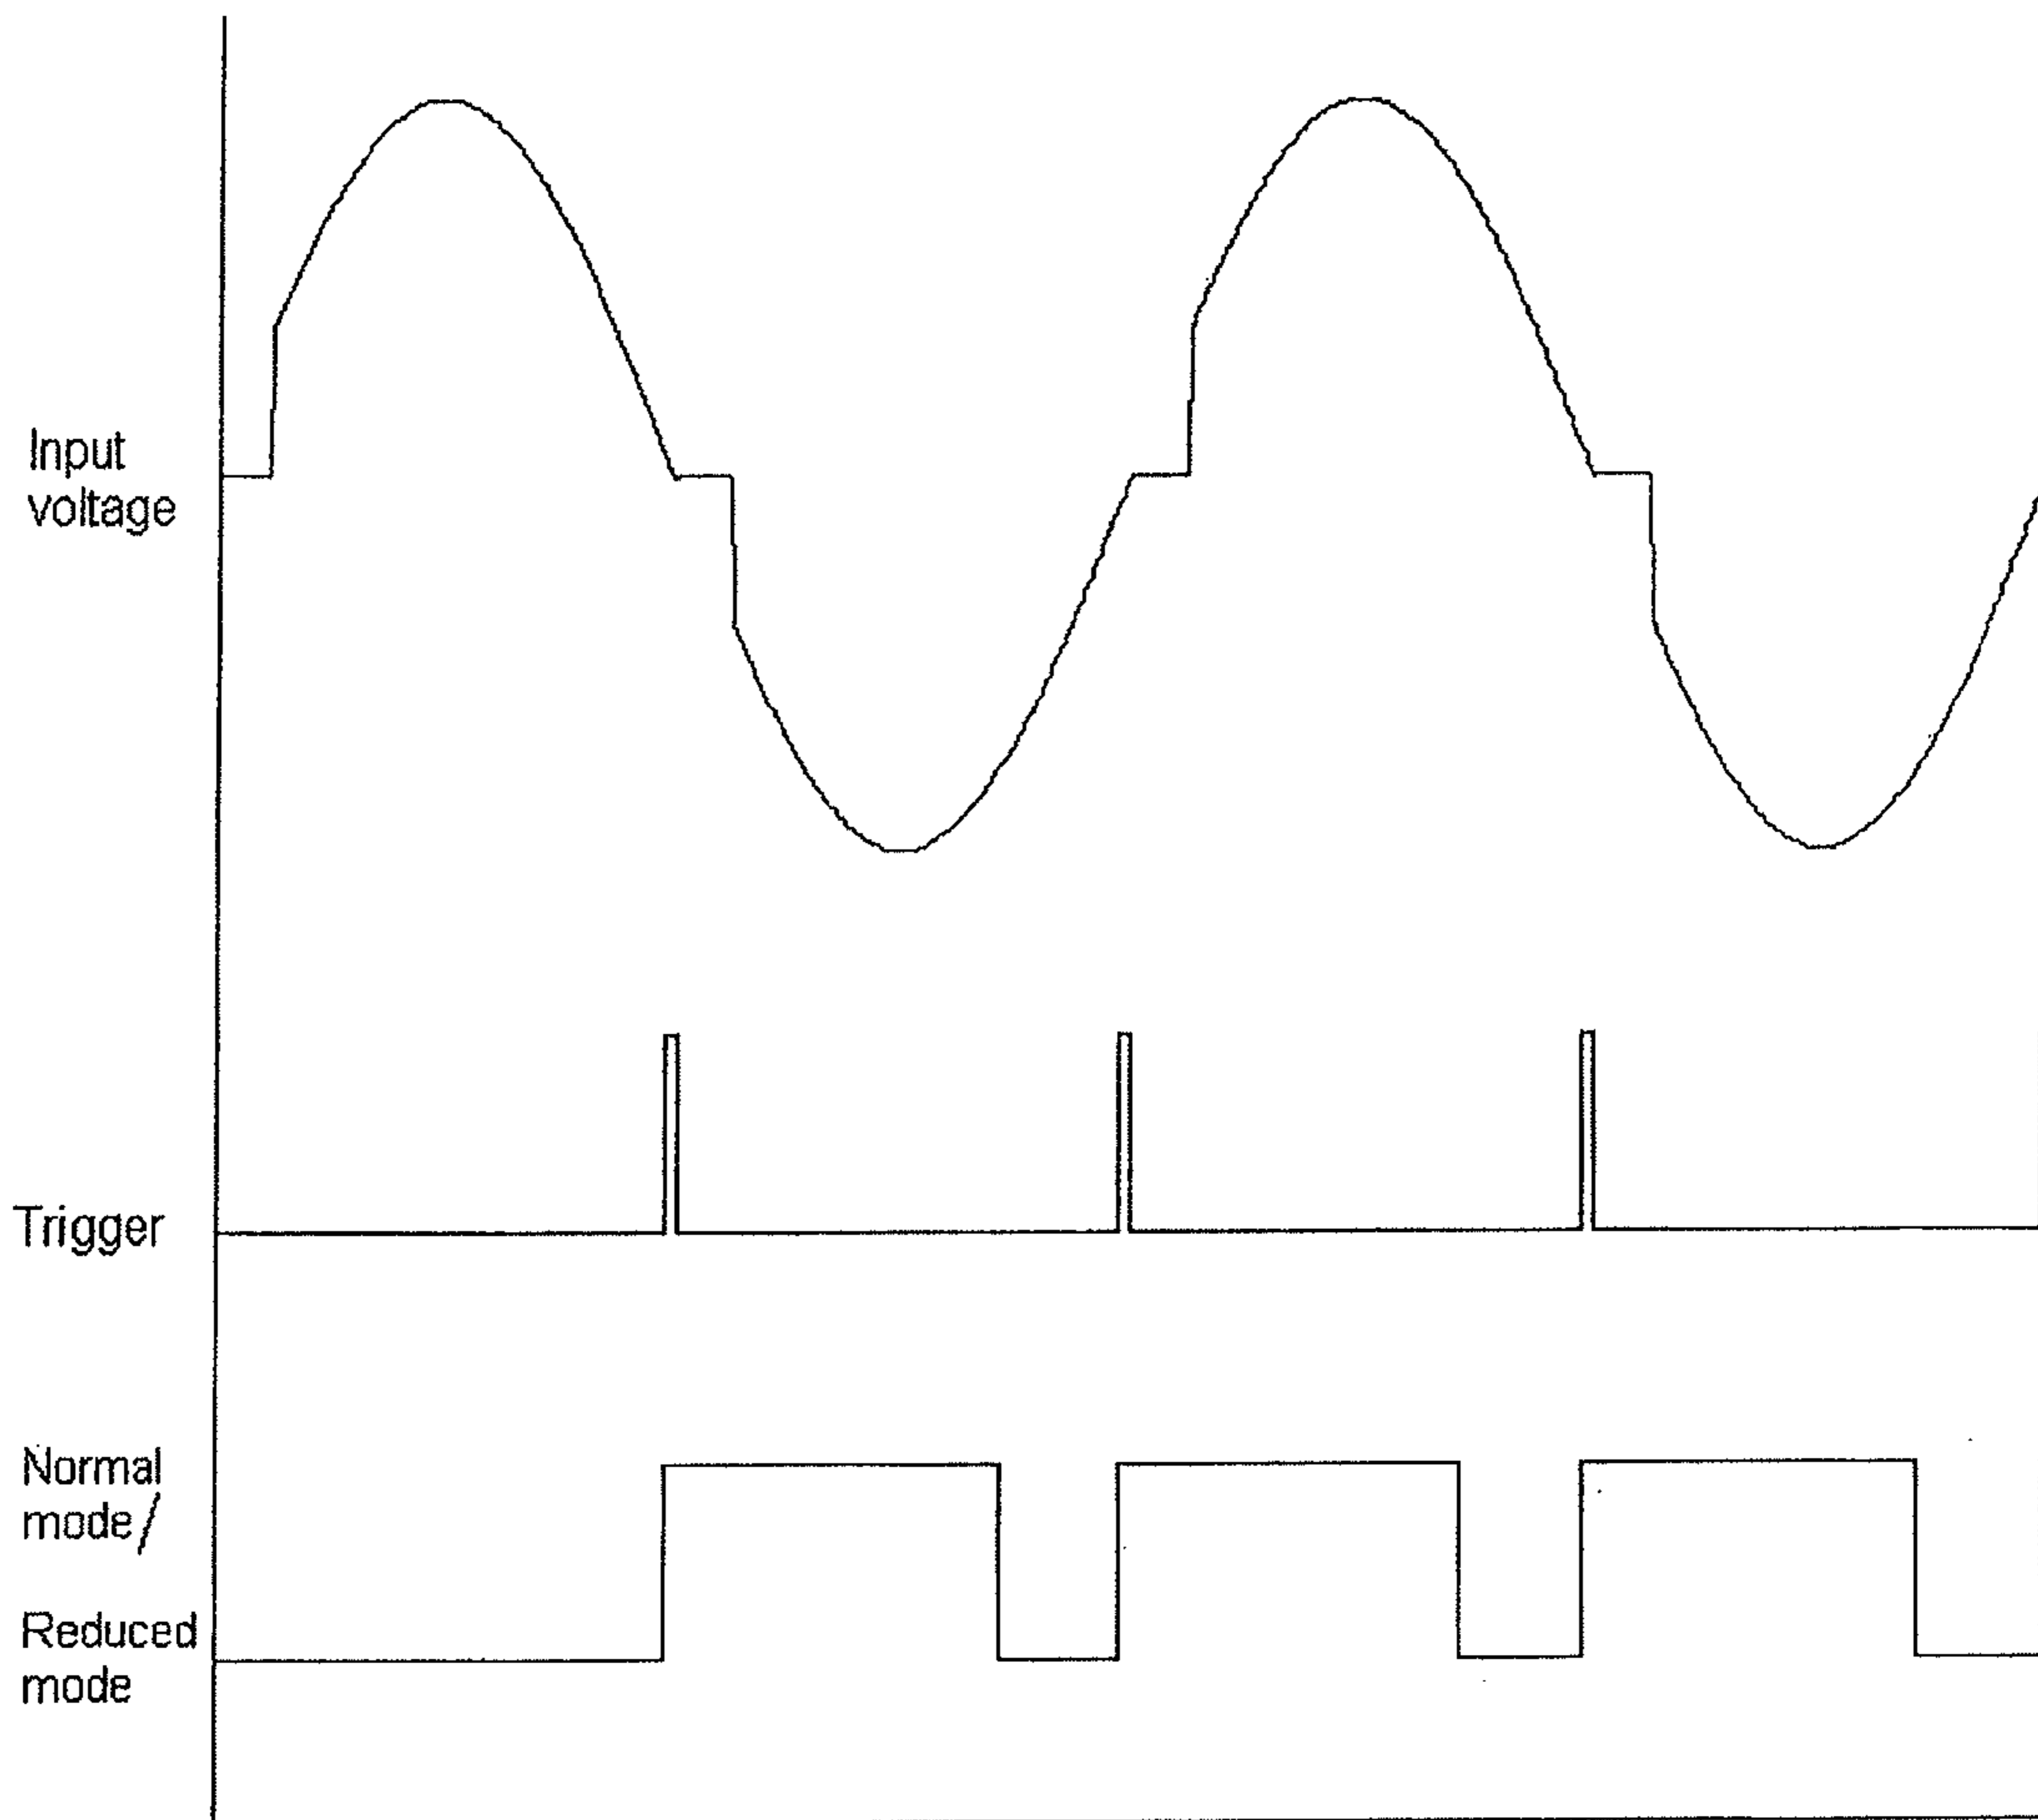 Input
voltage
Trigger
Normal
mode/
Reduced
mode